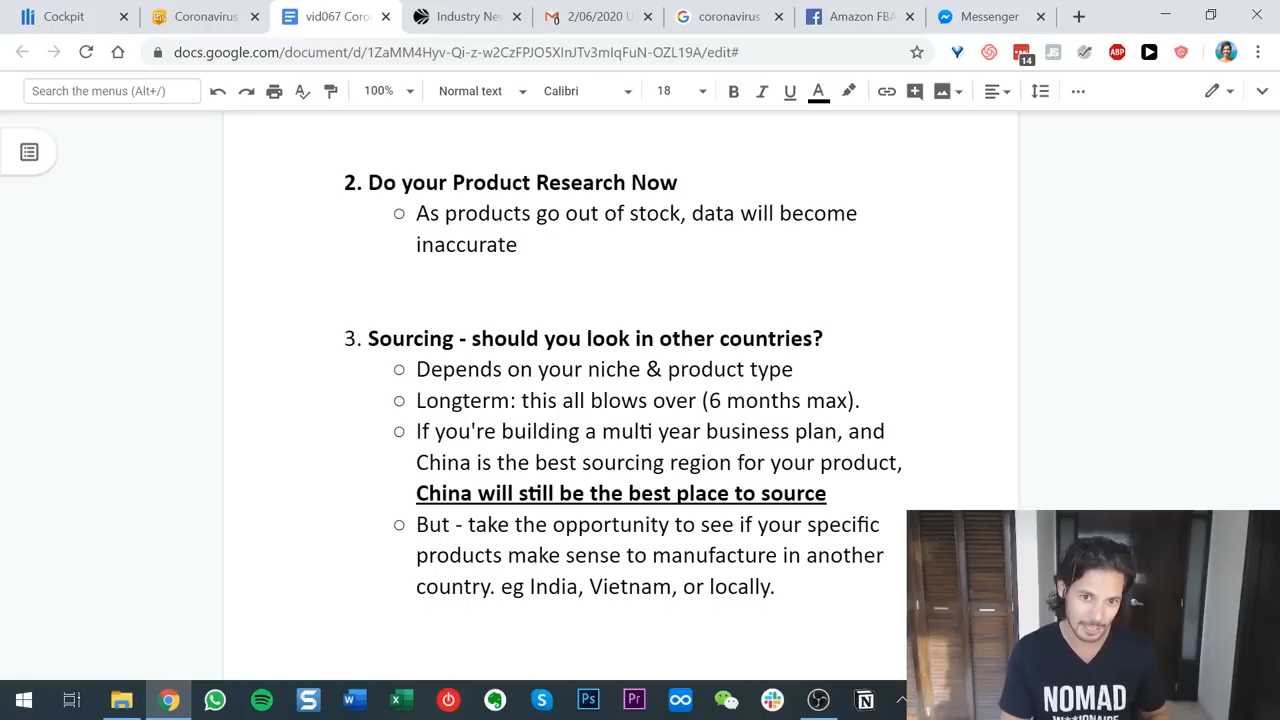 Cockpit
Coronavirus
vid067 Coro
Industry Nev
2/06/2020 U
coronavirus
Amazon FBA
Messenger
docs.google.com/document/d/1ZaMM4Hyv-Qi-z-w2CzFPJO5XInJTv3mIqFuN-OZL19A/edit#
14
JS
ABP
Search the menus (Alt+/)
100%
Normal text
Calibri
18
2. Do your Product Research Now
○ As products go out of stock, data will become
inaccurate
3. Sourcing - should you look in other countries?
○ Depends on your niche & product type
○ Longterm: this all blows over (6 months max).
○ If you're building a multi year business plan, and
China is the best sourcing region for your product,
China will still be the best place to source
○ But - take the opportunity to see if your specific
products make sense to manufacture in another
country. eg India, Vietnam, or locally.
NOMAD